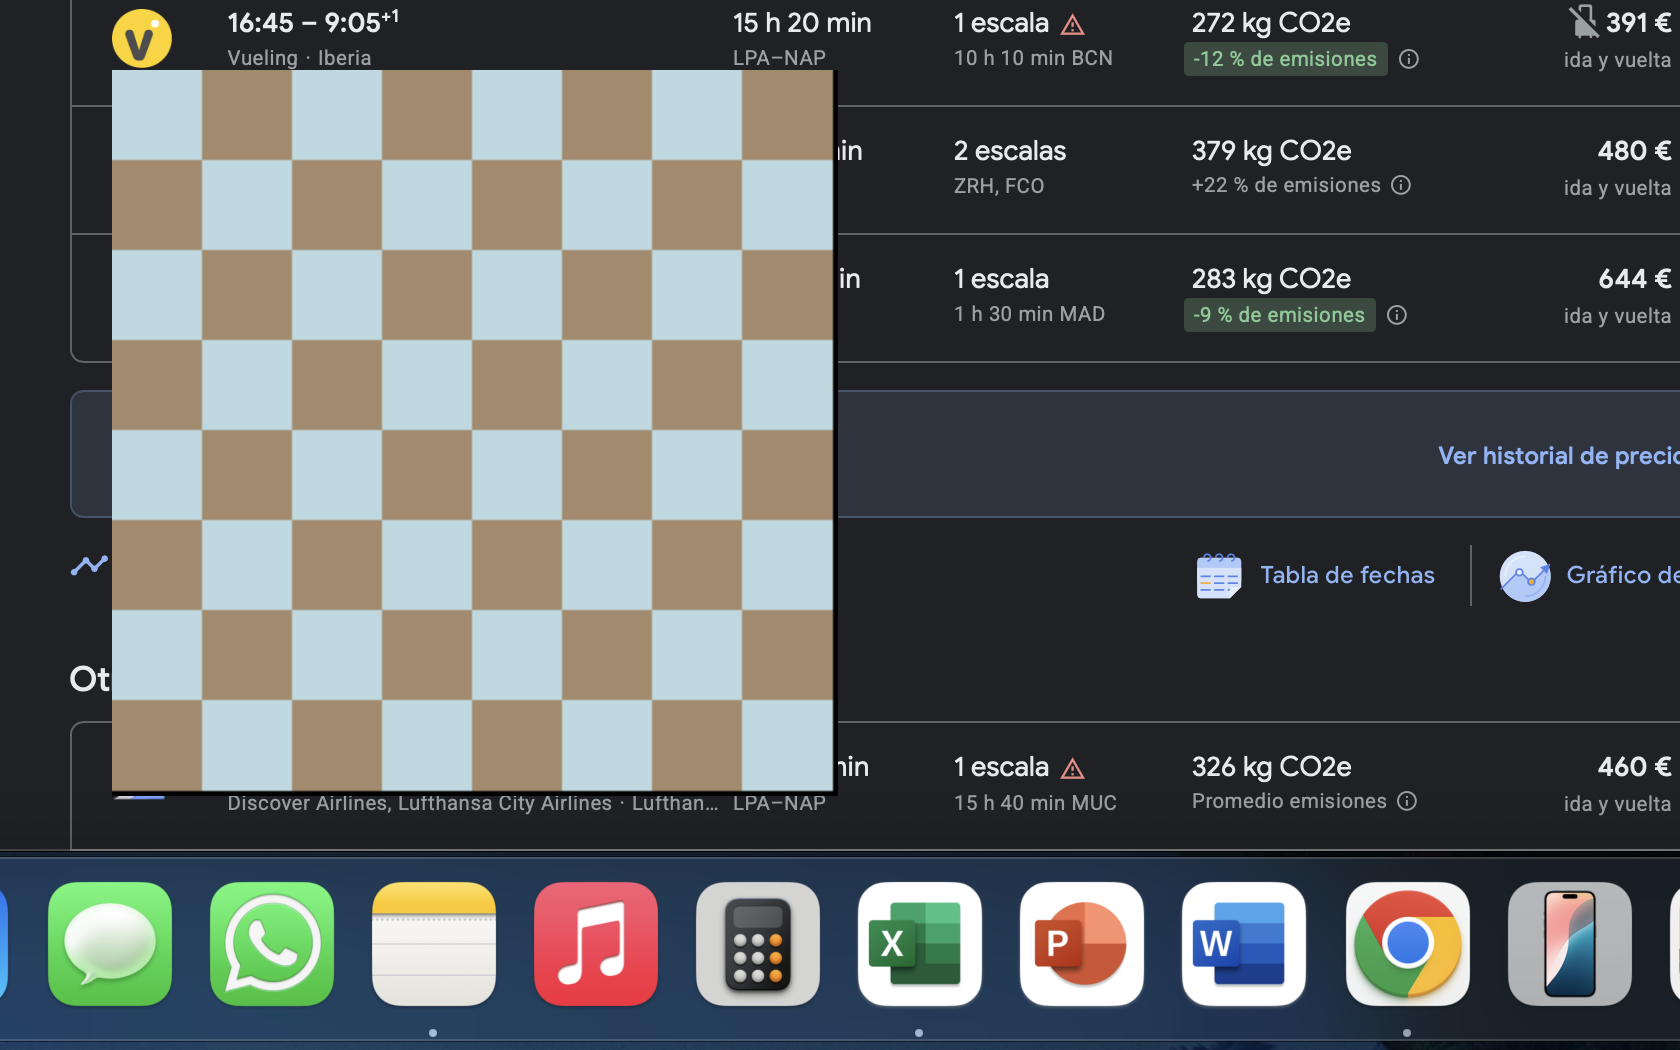 16:45 – 9:05+1
15 h 20 min
1 escala
272 kg CO2e
391 €
Vueling · Iberia
LPA–NAP
10 h 10 min BCN
-12 % de emisiones
ida y vuelta
in
2 escalas
379 kg CO2e
480 €
ZRH, FCO
+22 % de emisiones
ida y vuelta
in
1 escala
283 kg CO2e
644 €
1 h 30 min MAD
-9 % de emisiones
ida y vuelta
Ver historial de precio
Tabla de fechas
Gráfico de
Ot
min
1 escala
326 kg CO2e
460 €
Discover Airlines, Lufthansa City Airlines · Lufthan...
LPA–NAP
15 h 40 min MUC
Promedio emisiones
ida y vuelta
X
P
W